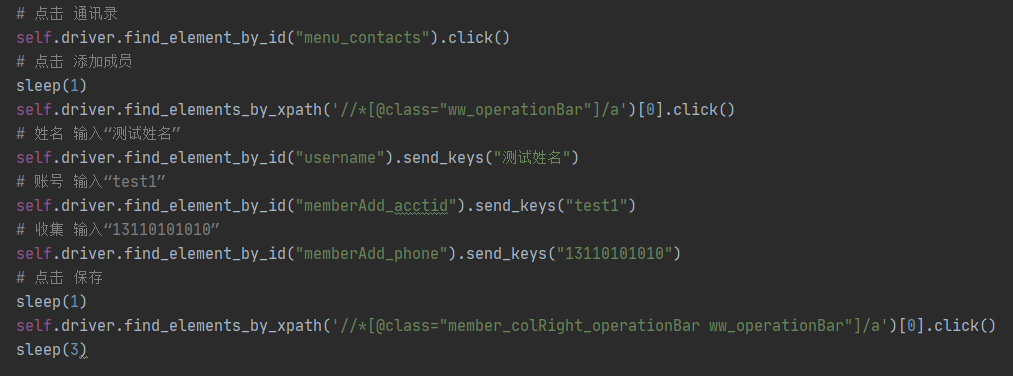 # 点击 通讯录
self.driver.find_element_by_id("menu_contacts").click()
# 点击 添加成员
sleep(1)
self.driver.find_elements_by_xpath('//*[@class="ww_operationBar"]/a')[0].click()
# 姓名 输入“测试姓名”
self.driver.find_element_by_id("username").send_keys("测试姓名")
# 账号 输入“test1”
self.driver.find_element_by_id("memberAdd_acctid").send_keys("test1")
# 收集 输入“13110101010”
self.driver.find_element_by_id("memberAdd_phone").send_keys("13110101010")
# 点击 保存
sleep(1)
self.driver.find_elements_by_xpath('//*[@class="member_colRight_operationBar ww_operationBar"]/a')[0].click()
sleep(3)